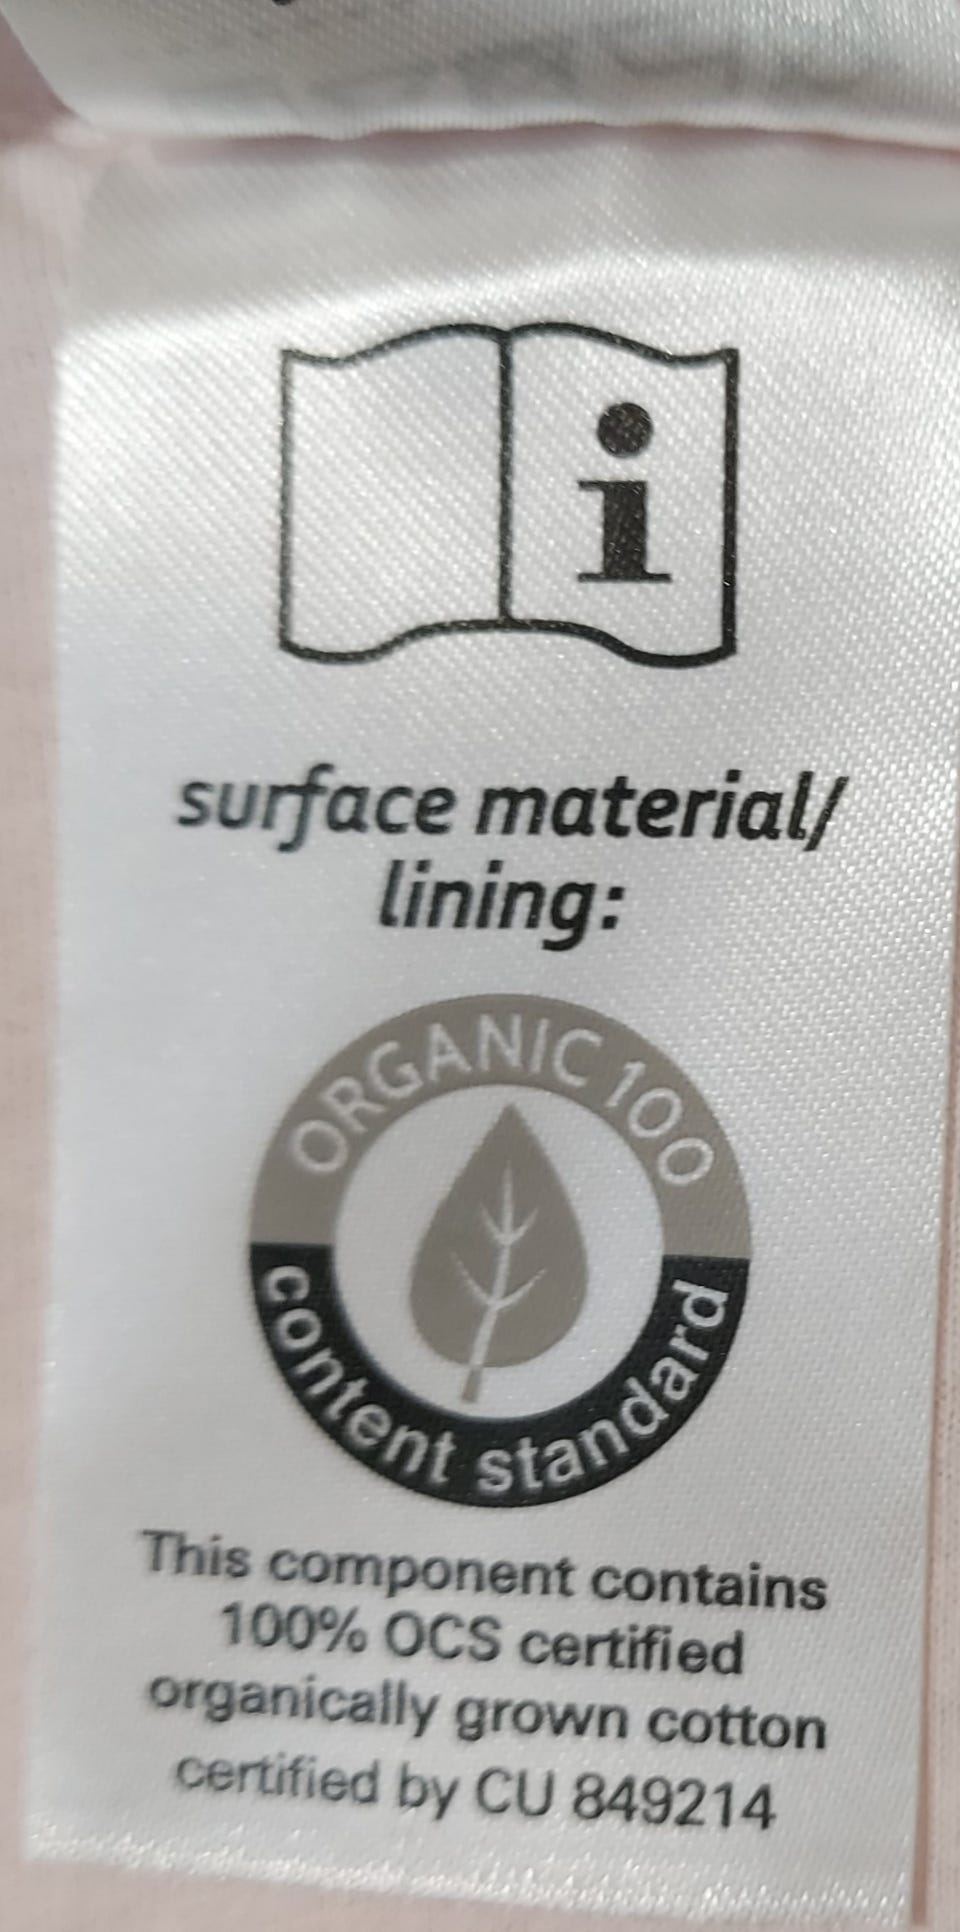 i
surface material/
lining:
ORGANIC 100
content standard
This component contains
100% OCS certified
organically grown cotton
certified by CU 849214